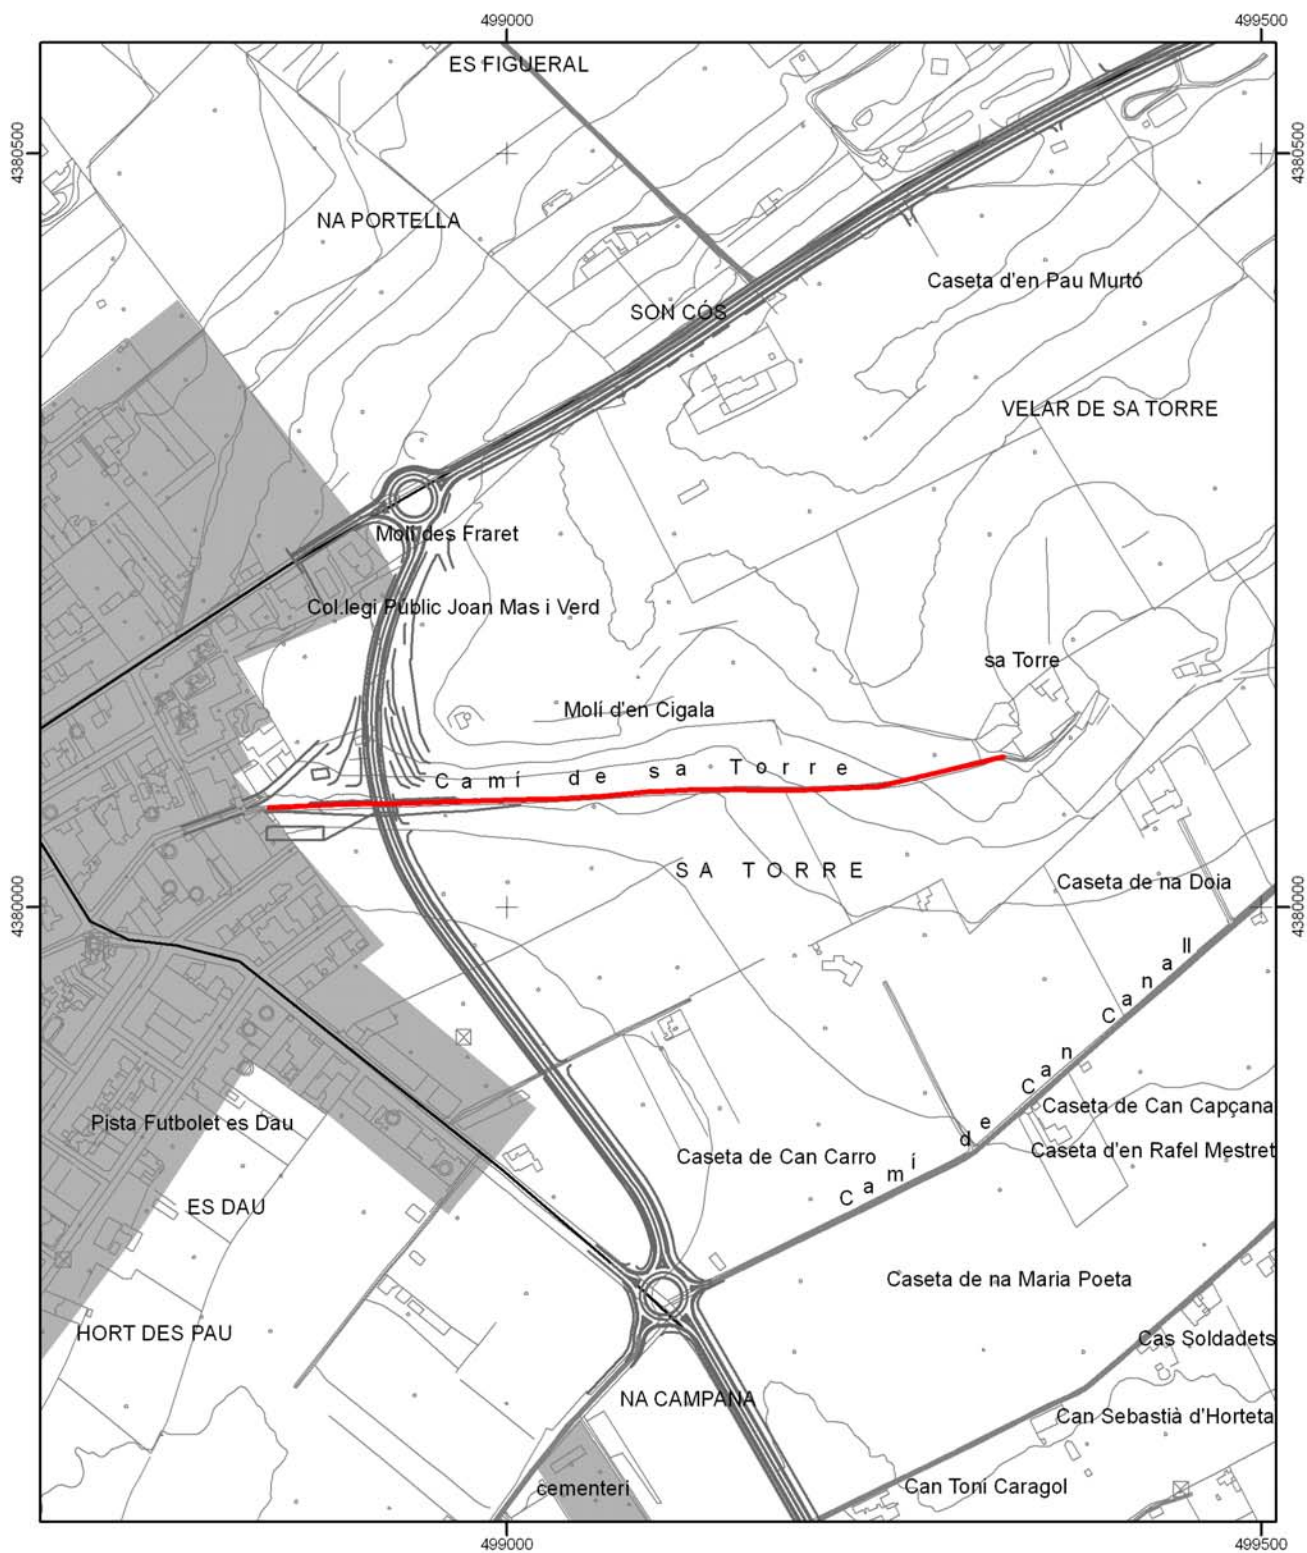 499000
499500
ES FIGUERAL
4380500
4380500
NA PORTELLA
Caseta d'en Pau Murtó
SON CÓS
VELAR DE SA TORRE
Molí des Fraret
Col.legi Públic Joan Mas i Verd
sa Torre
Molí d'en Cigala
Camí de sa Torre
SA TORRE
Caseta de na Doia
4380000
4380000
Camí de Can Canall
Caseta de Can Capçana
Pista Futbolet es Dau
Caseta d'en Rafel Mestret
Caseta de Can Carro
ES DAU
Caseta de na Maria Poeta
HORT DES PAU
Cas Soldadets
NA CAMPANA
Can Sebastià d'Horteta
cementeri
Can Toni Caragol
499000
499500